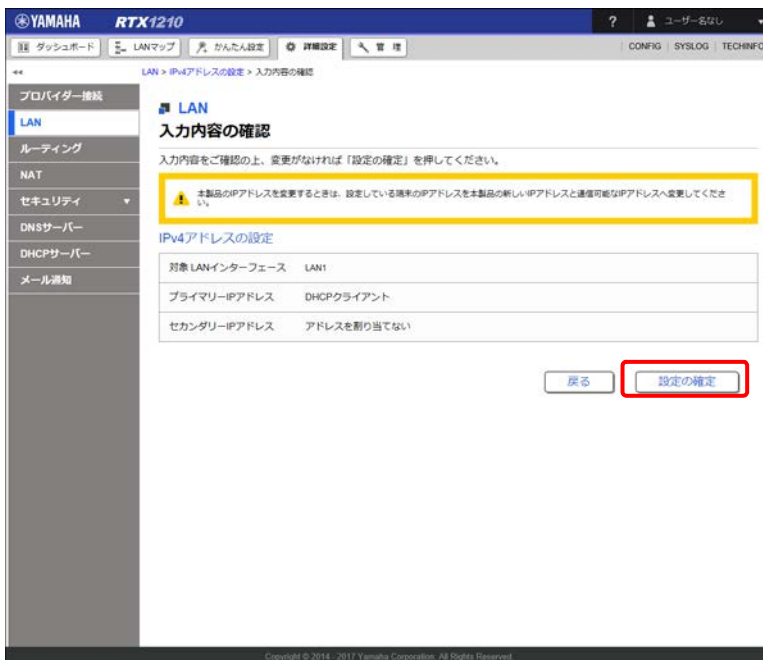 YAMAHA RTX1210 ? ユーザー名なし
ダッシュボード LANマップ かんたん設定 詳細設定 管理 CONFIG SYSLOG TECHINFO
LAN > IPv4アドレスの設定 > 入力内容の確認
プロバイダー接続
LAN
ルーティング
NAT
セキュリティ
DNSサーバー
DHCPサーバー
メール通知
LAN
入力内容の確認
入力内容をご確認の上、変更がなければ「設定の確定」を押してください。
本製品のIPアドレスを変更するときは、設定している端末のIPアドレスを本製品の新しいIPアドレスと通信可能なIPアドレスへ変更してくださ
い。
IPv4アドレスの設定
対象 LANインターフェース LAN1
プライマリーIPアドレス DHCPクライアント
セカンダリーIPアドレス アドレスを割り当てない
戻る 設定の確定
Copyright © 2014 - 2017 Yamaha Corporation. All Rights Reserved.